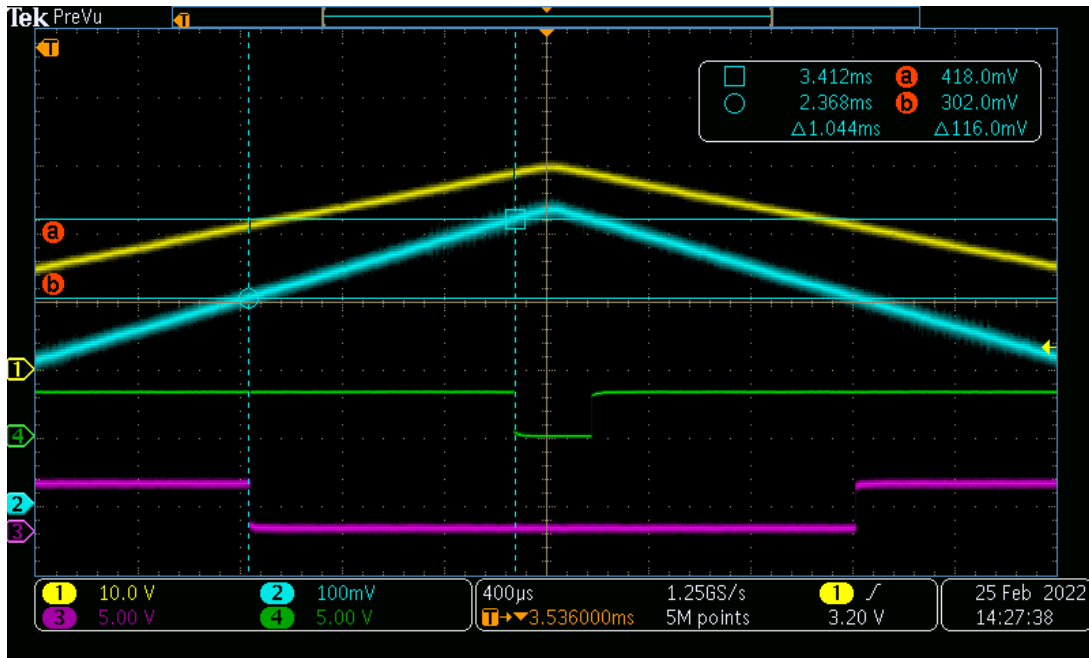 Tek PreVu
T
T
3.412ms a 418.0mV
2.368ms b 302.0mV
△1.044ms △116.0mV
a
b
1
4
2
3
1 10.0 V 2 100mV 400µs 1.25GS/s 1 25 Feb 2022
3 5.00 V 4 5.00 V T→▼3.536000ms 5M points 3.20 V 14:27:38